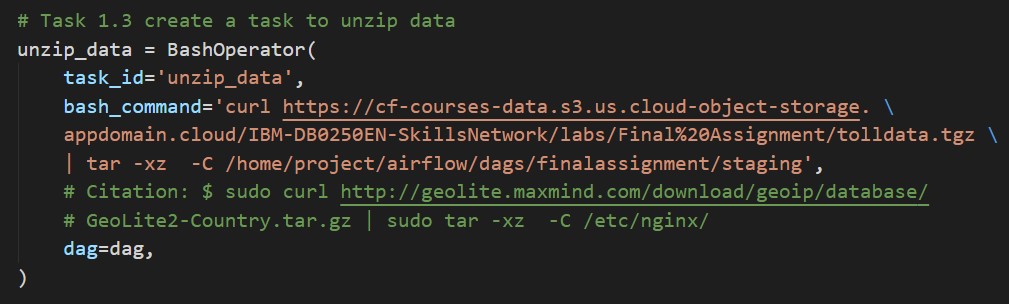 # Task 1.3 create a task to unzip data
unzip_data = BashOperator(
    task_id='unzip_data',
    bash_command='curl https://cf-courses-data.s3.us.cloud-object-storage. \
    appdomain.cloud/IBM-DB0250EN-SkillsNetwork/labs/Final%20Assignment/tolldata.tgz \
    | tar -xz  -C /home/project/airflow/dags/finalassignment/staging',
    # Citation: $ sudo curl http://geolite.maxmind.com/download/geoip/database/
    # GeoLite2-Country.tar.gz | sudo tar -xz  -C /etc/nginx/
    dag=dag,
)